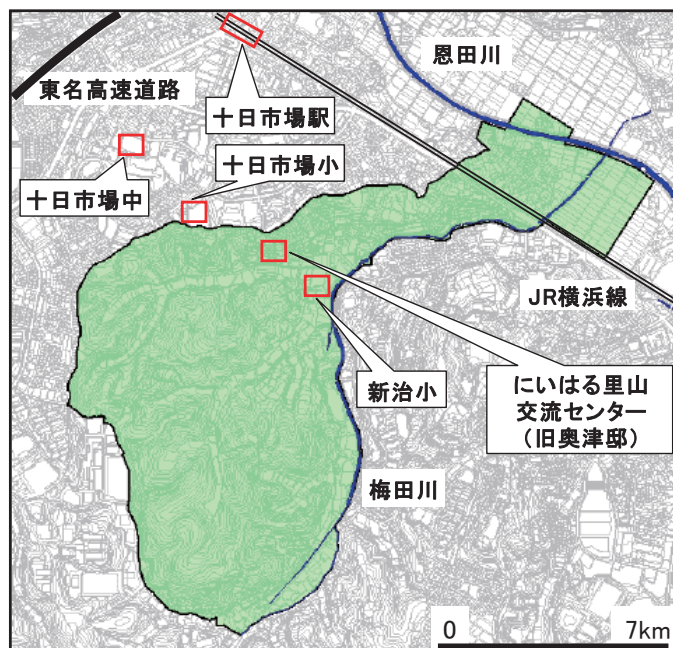 恩田川
東名高速道路
十日市場駅
十日市場小
十日市場中
JR横浜線
新治小
にいはる里山
交流センター
（旧奥津邸）
梅田川
0 7km